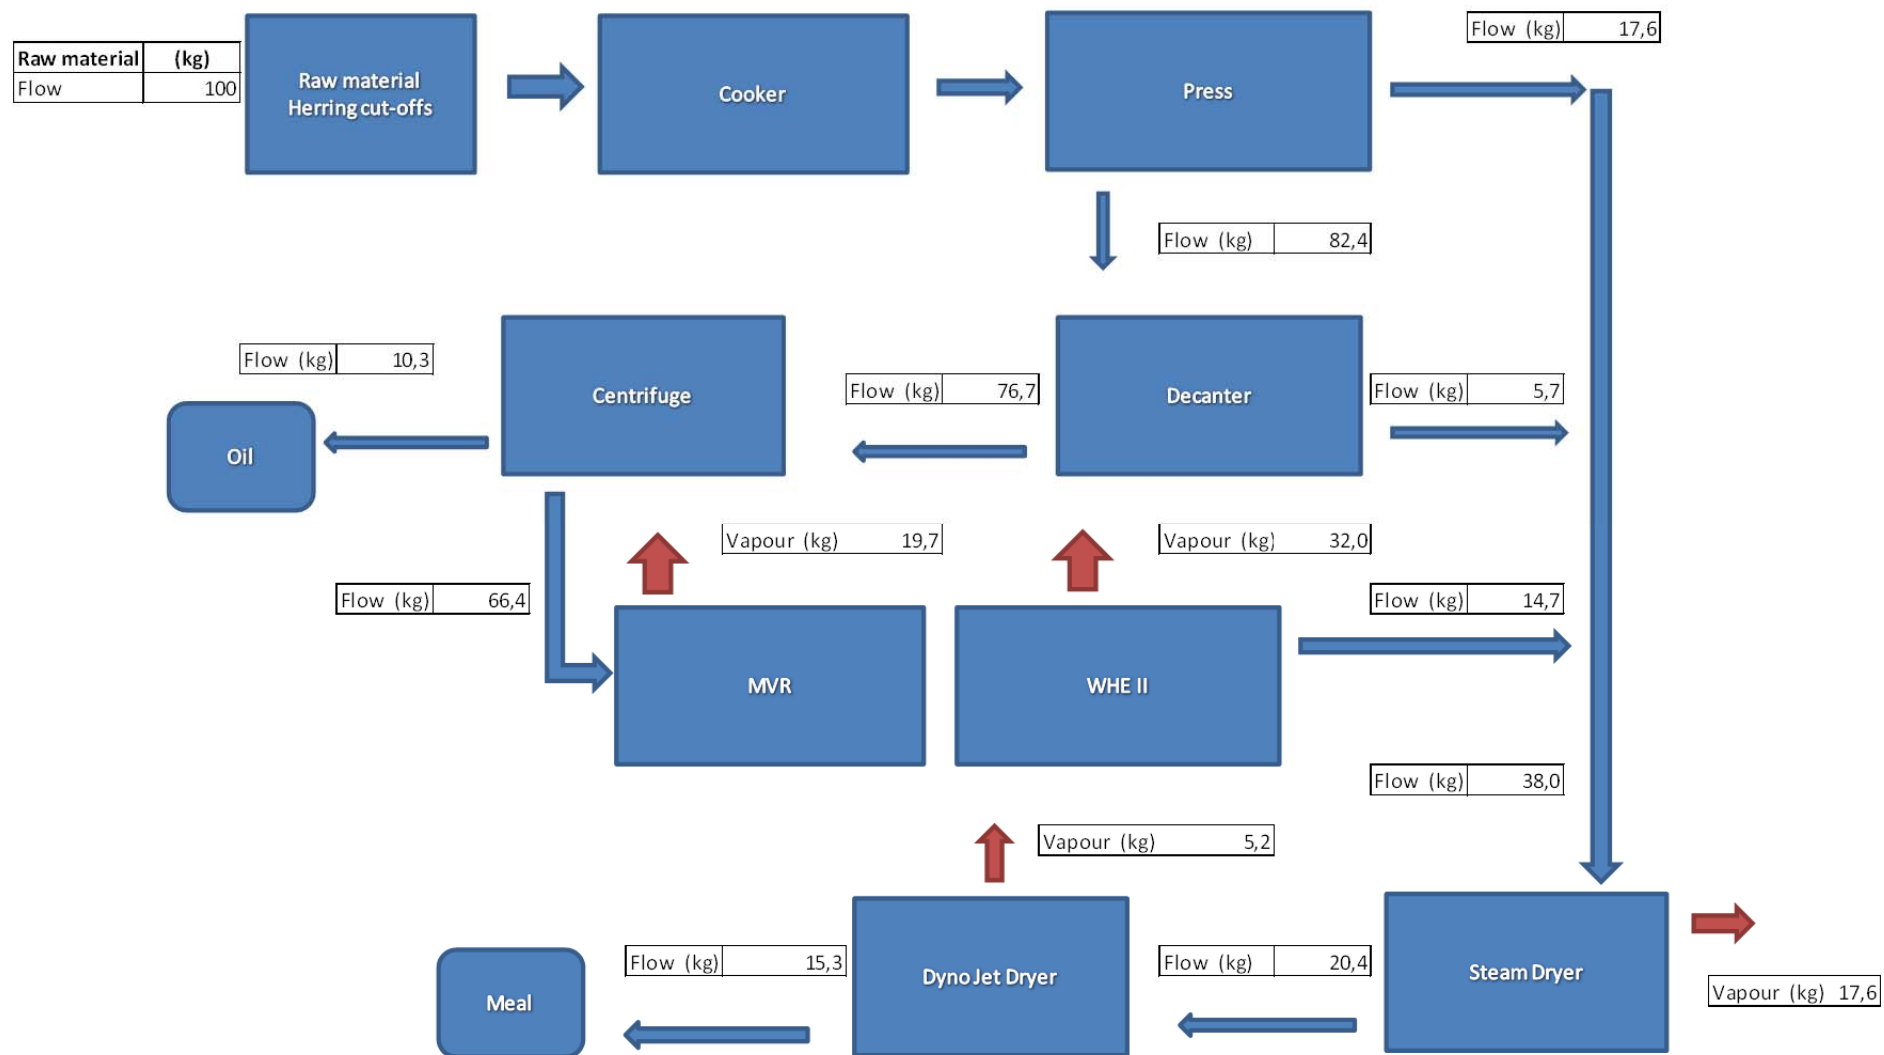 Flow (kg) 17,6
Raw material (kg)
Flow 100
Raw material
Herring cut-offs
Cooker
Press
Flow (kg) 82,4
Flow (kg) 10,3
Centrifuge
Flow (kg) 76,7
Decanter
Flow (kg) 5,7
Oil
Vapour (kg) 19,7
Vapour (kg) 32,0
Flow (kg) 66,4
Flow (kg) 14,7
MVR
WHE II
Flow (kg) 38,0
Vapour (kg) 5,2
Flow (kg) 15,3
Dyno Jet Dryer
Flow (kg) 20,4
Steam Dryer
Meal
Vapour (kg) 17,6